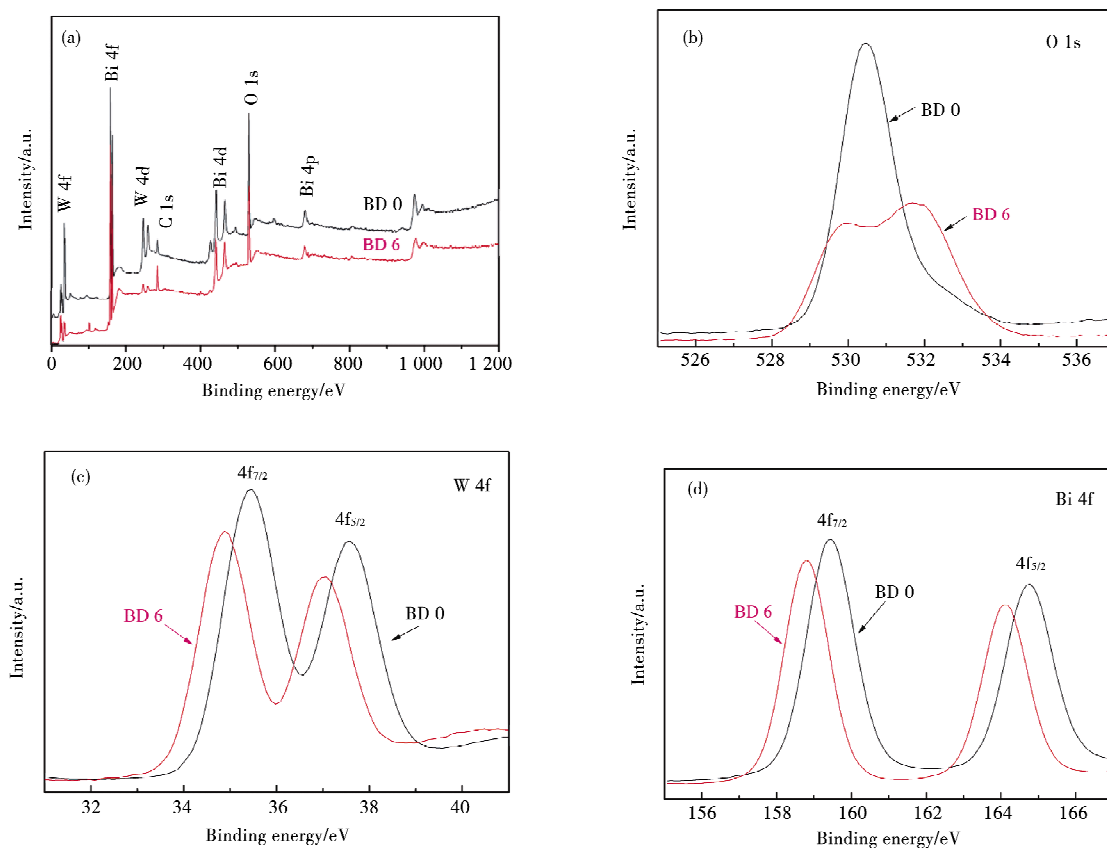 (a)
W 4f
Bi 4f
W 4d
C 1s
Bi 4d
O 1s
Bi 4p
BD 0
BD 6
Intensity/a.u.
0 200 400 600 800 1 000 1 200
Binding energy/eV
(b)
O 1s
BD 0
BD 6
Intensity/a.u.
526 528 530 532 534 536
Binding energy/eV
(c)
4f7/2
W 4f
4f5/2
BD 6
BD 0
Intensity/a.u.
32 34 36 38 40
Binding energy/eV
(d)
Bi 4f
4f7/2
4f5/2
BD 6
BD 0
Intensity/a.u.
156 158 160 162 164 166
Binding energy/eV